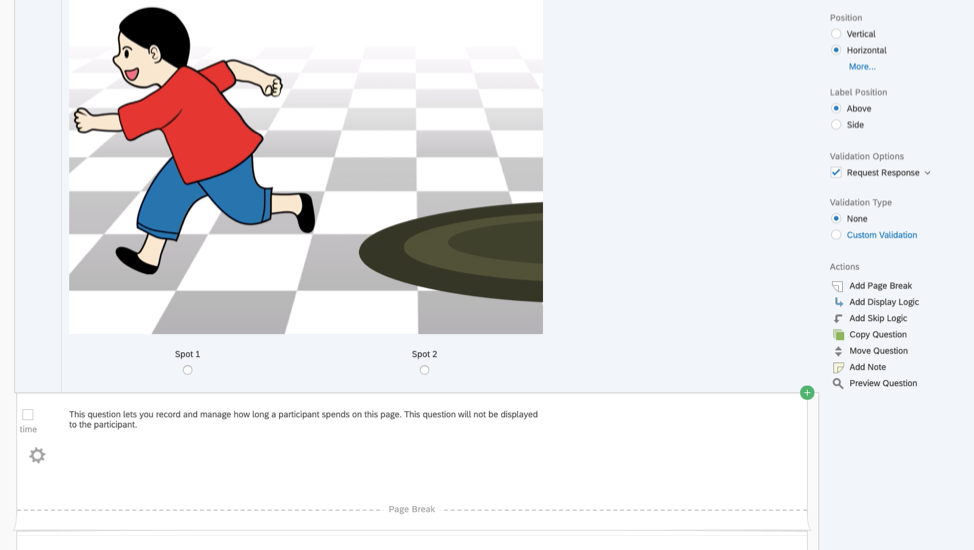 Position
Vertical
Horizontal
More...
Label Position
Above
Side
Validation Options
Request Response
Validation Type
None
Custom Validation
Actions
Add Page Break
Add Display Logic
Add Skip Logic
Copy Question
Move Question
Add Note
Preview Question
Spot 1
Spot 2
time
This question lets you record and manage how long a participant spends on this page. This question will not be displayed
to the participant.
Page Break